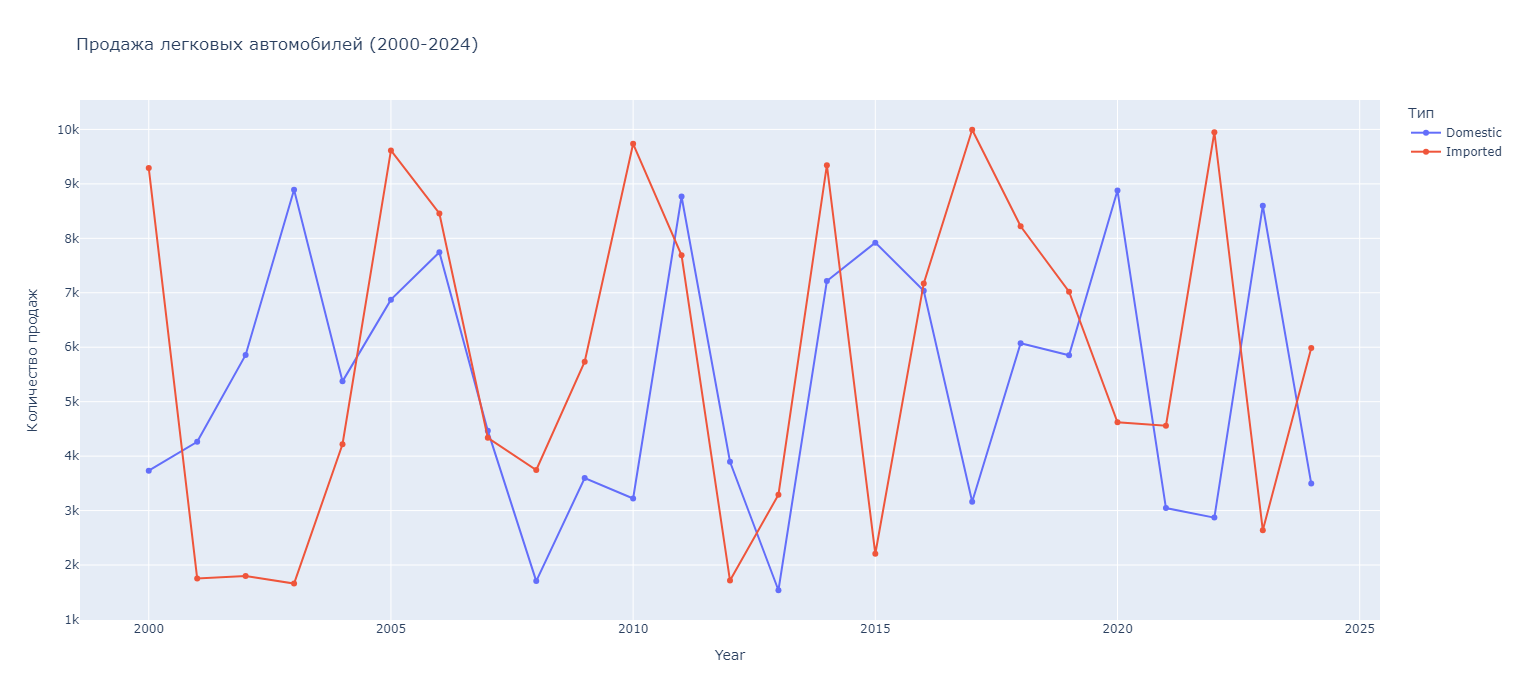 Продажа легковых автомобилей (2000-2024)
Тип
Domestic
Imported
Количество продаж
10k
9k
8k
7k
6k
5k
4k
3k
2k
1k
2000
2005
2010
2015
2020
2025
Year